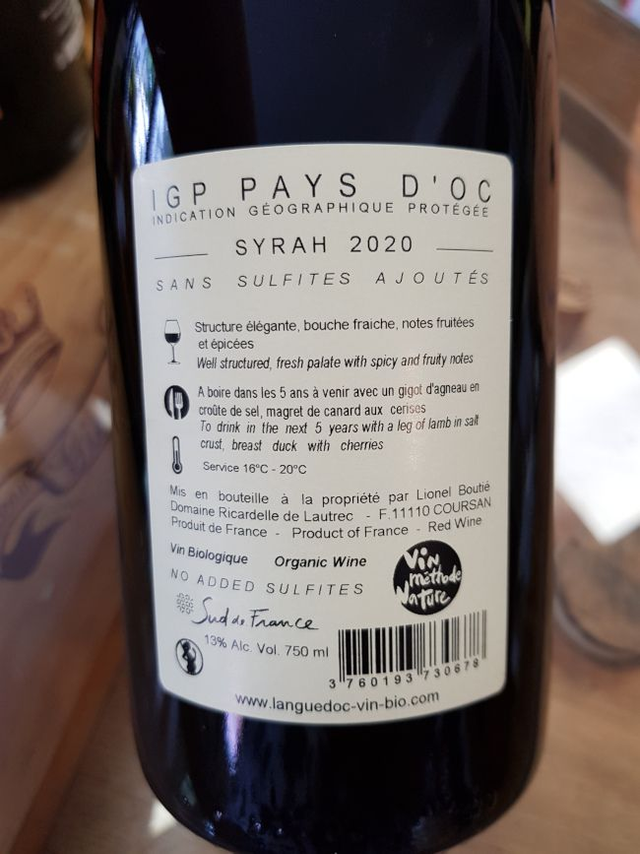 IGP PAYS D'OC
INDICATION GÉOGRAPHIQUE PROTÉGÉE
SYRAH 2020
SANS SULFITES AJOUTÉS
Structure élégante, bouche fraiche, notes fruitées
et épicées
Well structured, fresh palate with spicy and fruity notes
A boire dans les 5 ans à venir avec un gigot d'agneau en
croûte de sel, magret de canard aux cerises
To drink in the next 5 years with a leg of lamb in salt
crust, breast duck with cherries
Service 16°C - 20°C
Mis en bouteille à la propriété par Lionel Boutié
Domaine Ricardelle de Lautrec - F.11110 COURSAN
Produit de France - Product of France - Red Wine
Vin Biologique Organic Wine
Vin
méthode
Nature
NO ADDED SULFITES
Sud de France
13% Alc. Vol. 750 ml
3 760193 730678
www.languedoc-vin-bio.com